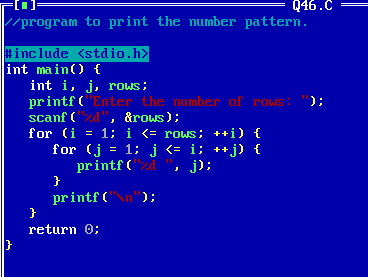 Q46.C
//program to print the number pattern.
#include <stdio.h>
int main() {
   int i, j, rows;
   printf("Enter the number of rows: ");
   scanf("%d", &rows);
   for (i = 1; i <= rows; ++i) {
      for (j = 1; j <= i; ++j) {
         printf("%d ", j);
      }
      printf("\n");
   }
   return 0;
}